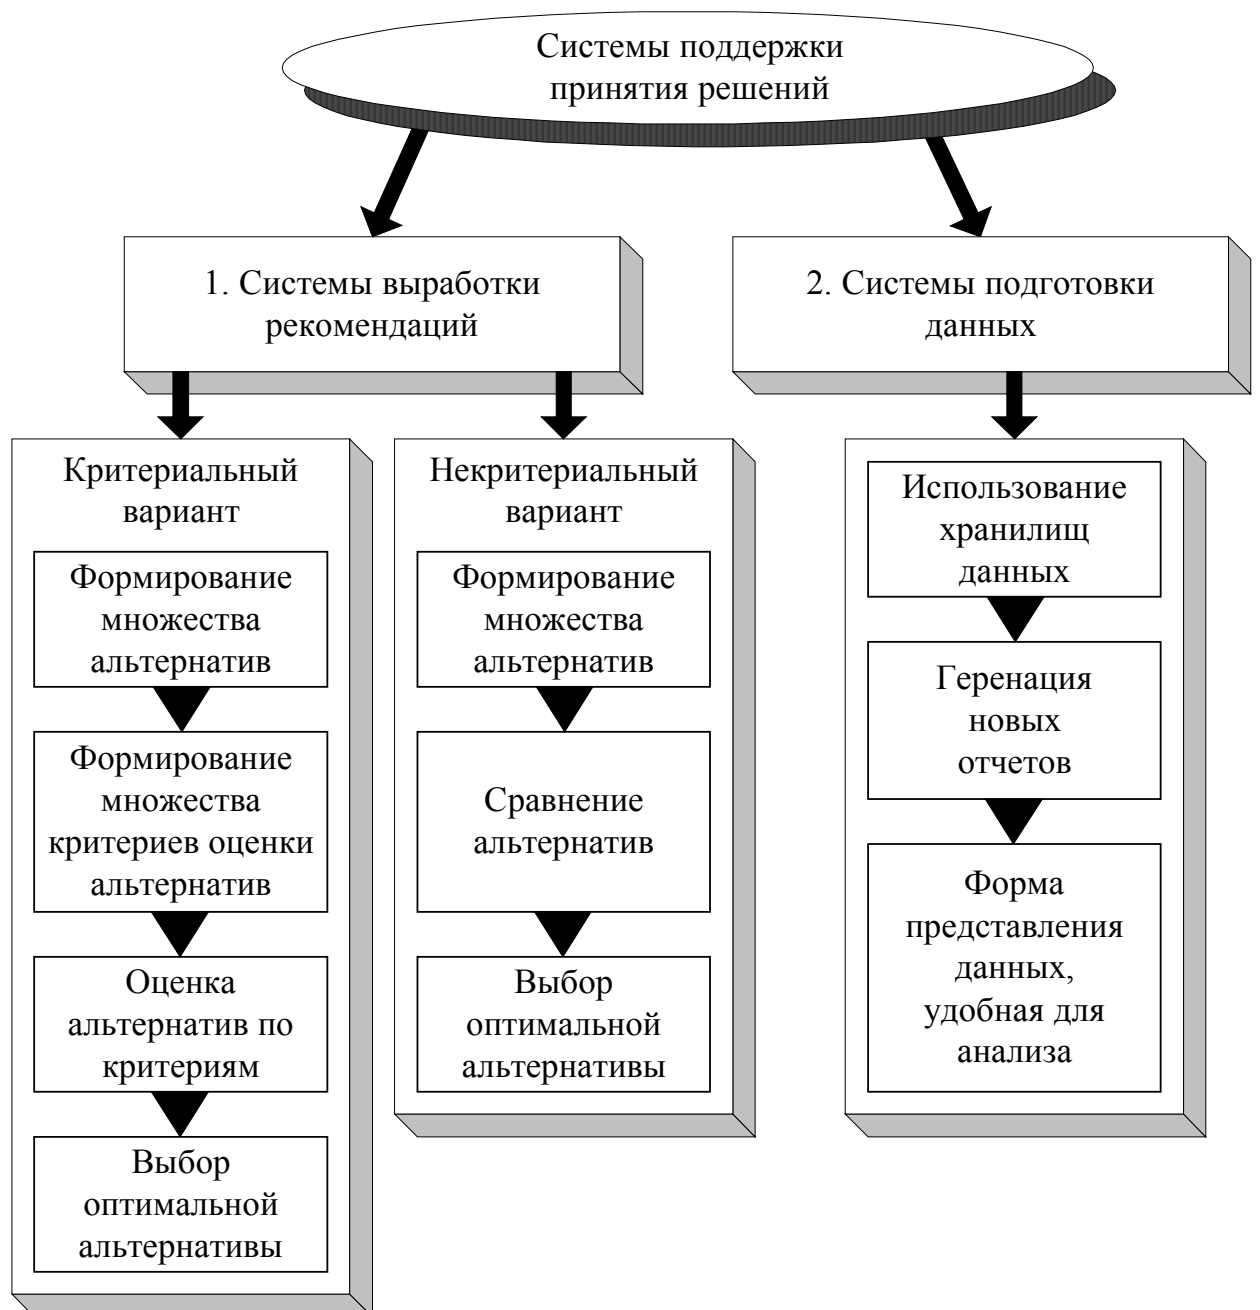 Системы поддержки
принятия решений
1. Системы выработки
рекомендаций
2. Системы подготовки
данных
Критериальный
вариант
Формирование
множества
альтернатив
Формирование
множества
критериев оценки
альтернатив
Оценка
альтернатив по
критериям
Выбор
оптимальной
альтернативы
Некритериальный
вариант
Формирование
множества
альтернатив
Сравнение
альтернатив
Выбор
оптимальной
альтернативы
Использование
хранилищ
данных
Геренация
новых
отчетов
Форма
представления
данных,
удобная для
анализа